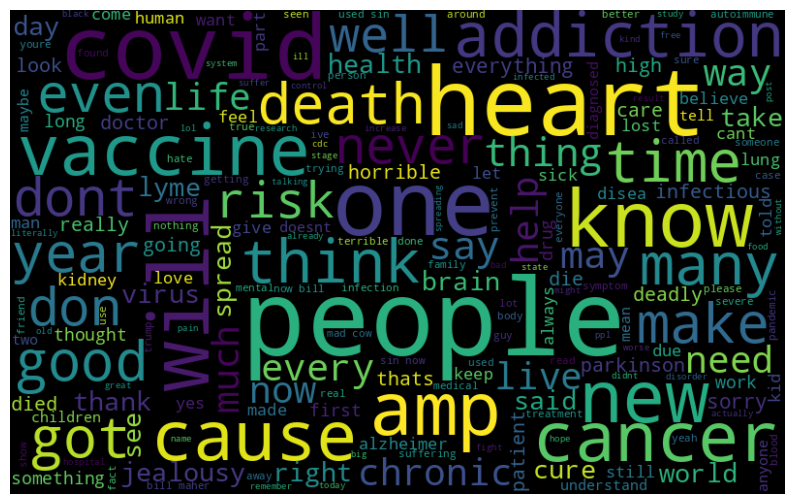 black come human want part seen used sin around better study autoimmune
day youre found covid well addiction kind free
look system suffer ill health everything infected sure high way
maybe even life person control death heart diagnosed result believe post
long doctor feel true research ive increase sad care tell take
lol cdc stage never lost cant called someone
vaccine hate trying horrible let thing time lung case
dont lyme getting talking one sick disea infectious
wrong risk spreading prevent help drug everyone told without
man really nothing give doesnt know
literally year going already terrible done say may many
kidney love will spread think family bad state food
don virus mental now bill infection brain die might symptom please
friend use trump lot body always deadly severe pandemic
two old thought pain people guy ppl mean make
good great much mad cow due worse
every sin now used read parkinson need
died thank yes now thats keep live didnt disorder work kid
children real medical said new sorry
got see name made first treatment actually
cause amp hope yeah cancer
show fact alzheimer patient fight anyone
something hospital jealousy away right suffering big chronic cure still world blood
bill maher remember today understand